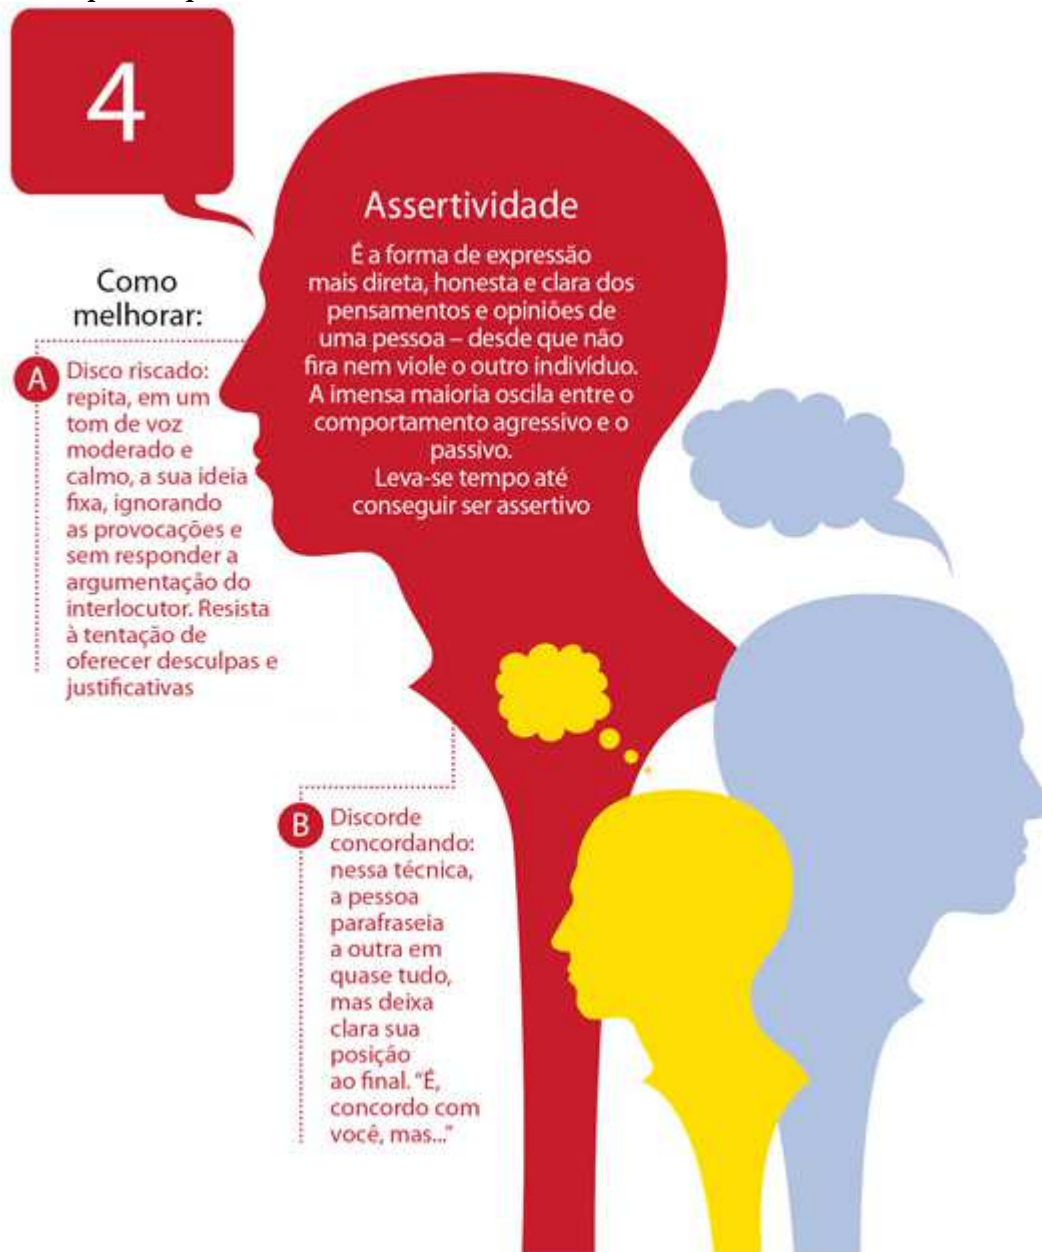 4
Assertividade
É a forma de expressão
mais direta, honesta e clara dos
pensamentos e opiniões de
uma pessoa – desde que não
fira nem viole o outro indivíduo.
A imensa maioria oscila entre o
comportamento agressivo e o
passivo.
Leva-se tempo até
conseguir ser assertivo
Como
melhorar:
A
Disco riscado:
repita, em um
tom de voz
moderado e
calmo, a sua ideia
fixa, ignorando
as provocações e
sem responder a
argumentação do
interlocutor. Resista
à tentação de
oferecer desculpas e
justificativas
B
Discorde
concordando:
nessa técnica,
a pessoa
parafraseia
a outra em
quase tudo,
mas deixa
clara sua
posição
ao final. “É,
concordo com
você, mas...”